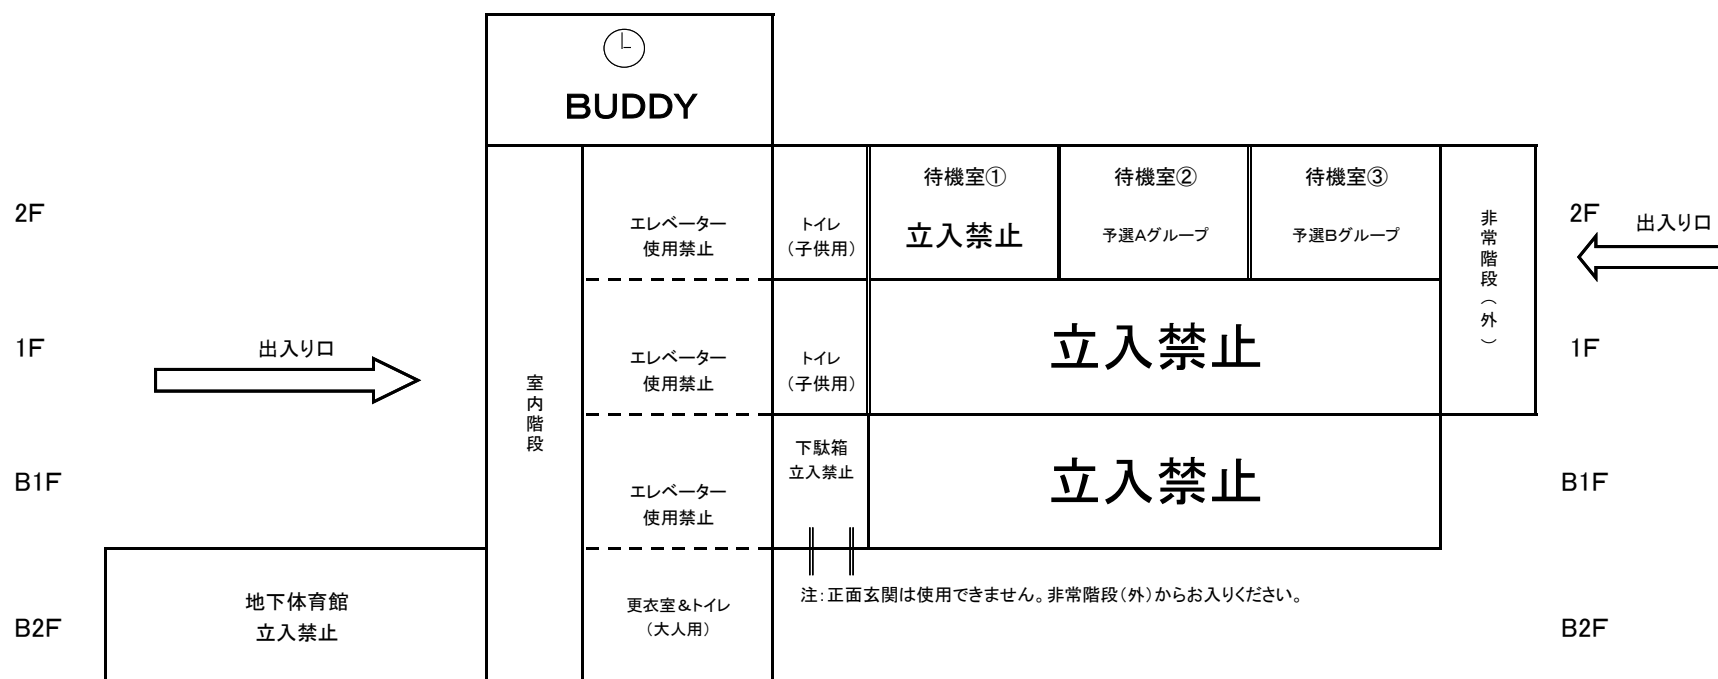 BUDDY
2F
エレベーター
使用禁止
トイレ
(子供用)
待機室①
立入禁止
待機室②
予選Aグループ
待機室③
予選Bグループ
非常階段(外)
2F
出入り口
1F
出入り口
室内階段
エレベーター
使用禁止
トイレ
(子供用)
立入禁止
1F
B1F
エレベーター
使用禁止
下駄箱
立入禁止
立入禁止
B1F
B2F
地下体育館
立入禁止
更衣室&トイレ
(大人用)
注:正面玄関は使用できません。非常階段(外)からお入りください。
B2F